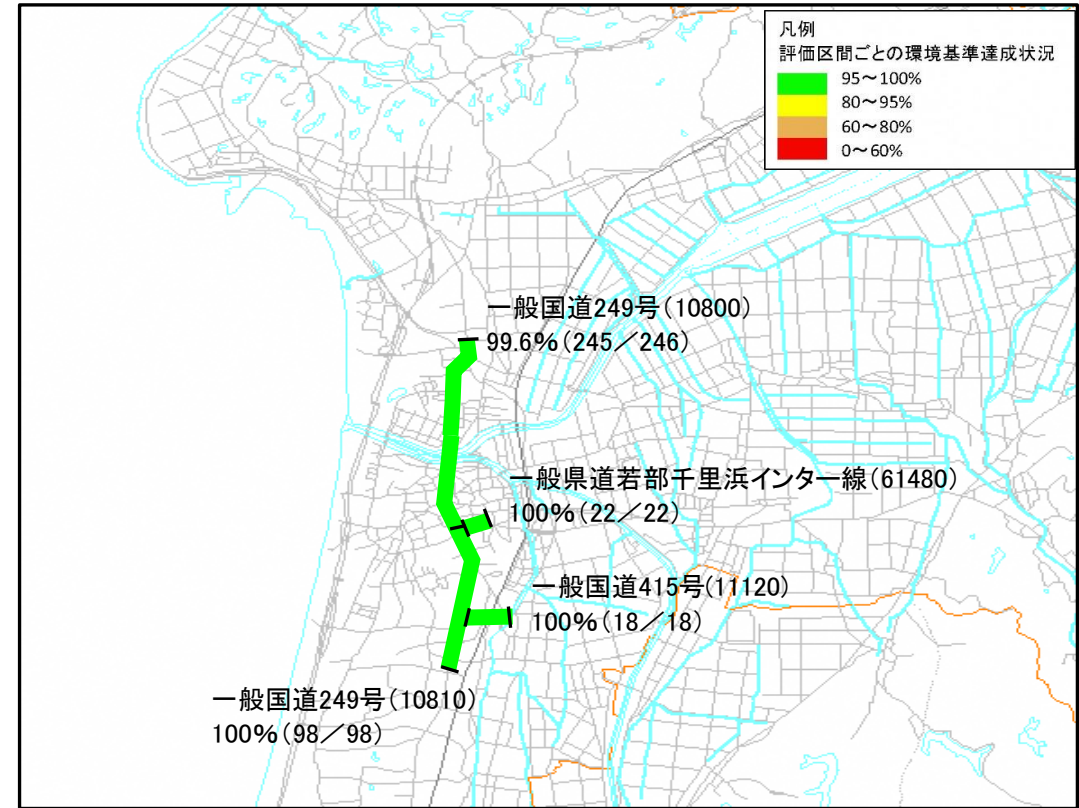 凡例
評価区間ごとの環境基準達成状況
95～100%
80～95%
60～80%
0～60%
一般国道249号(10800)
99.6%(245／246)
一般県道若部千里浜インター線(61480)
100%(22／22)
一般国道415号(11120)
100%(18／18)
一般国道249号(10810)
100%(98／98)